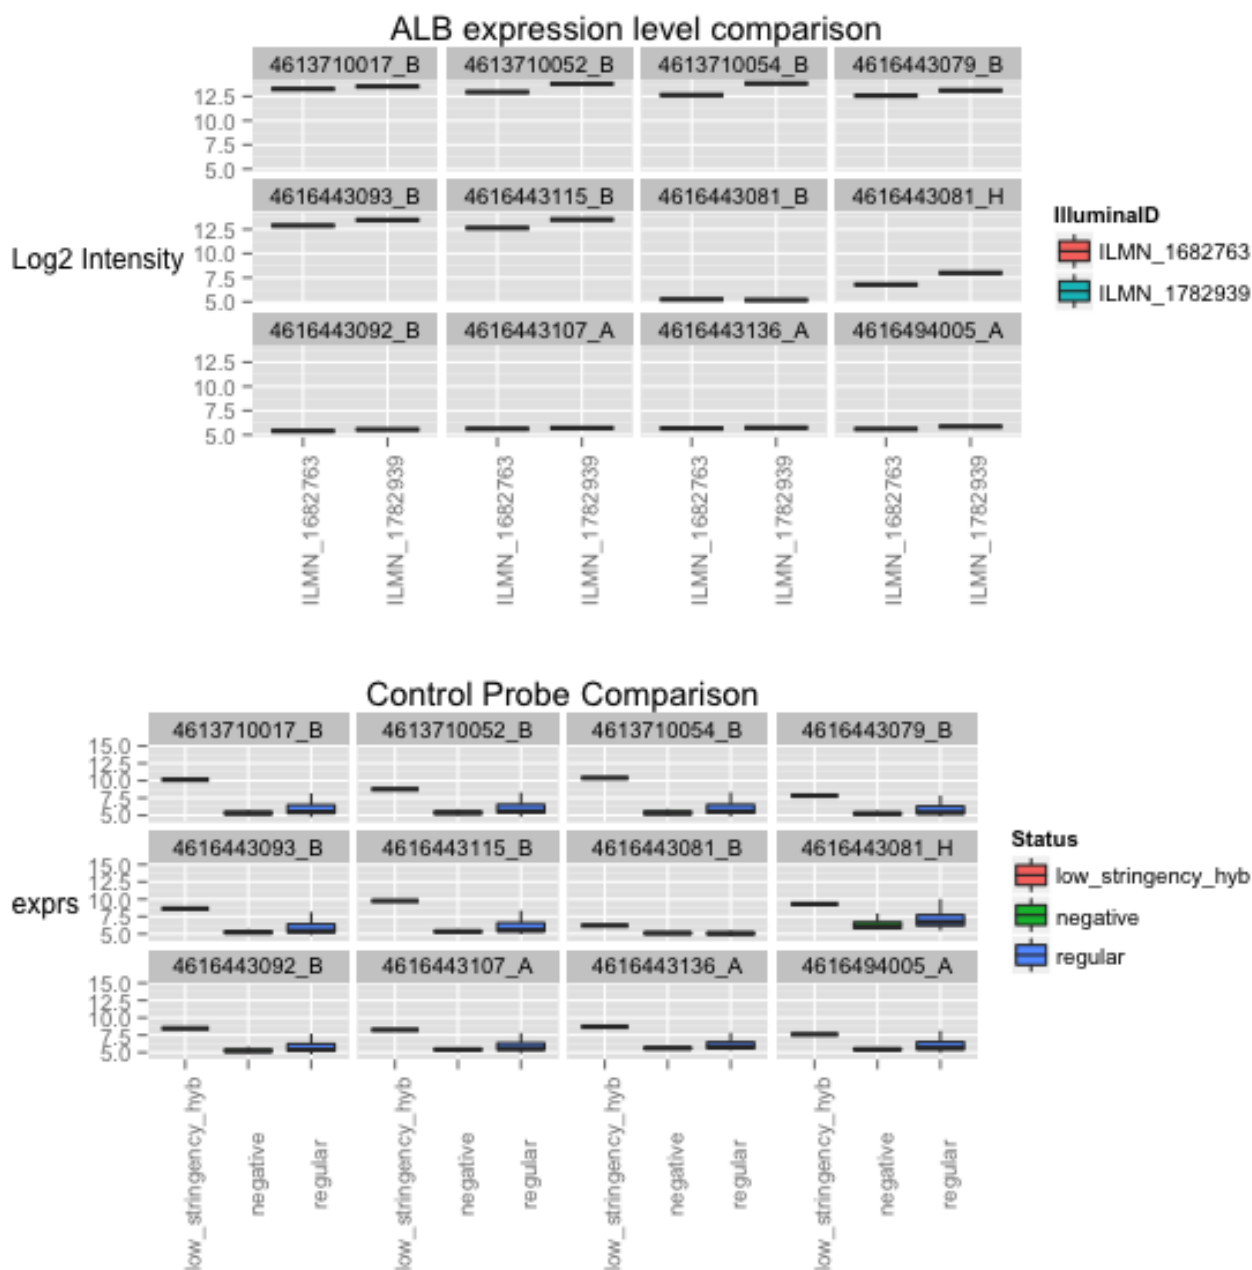 ALB expression level comparison
4613710017_B 4613710052_B 4613710054_B 4616443079_B
12.5
10.0
7.5
5.0
4616443093_B 4616443115_B 4616443081_B 4616443081_H
12.5
10.0
7.5
5.0
Log2 Intensity
4616443092_B 4616443107_A 4616443136_A 4616494005_A
12.5
10.0
7.5
5.0
ILMN_1682763 ILMN_1782939 ILMN_1682763 ILMN_1782939 ILMN_1682763 ILMN_1782939 ILMN_1682763 ILMN_1782939
IlluminaID
ILMN_1682763
ILMN_1782939
Control Probe Comparison
4613710017_B 4613710052_B 4613710054_B 4616443079_B
15.0
12.5
10.0
7.5
5.0
4616443093_B 4616443115_B 4616443081_B 4616443081_H
15.0
12.5
10.0
7.5
5.0
exprs
4616443092_B 4616443107_A 4616443136_A 4616494005_A
15.0
12.5
10.0
7.5
5.0
low_stringency_hyb negative regular low_stringency_hyb negative regular low_stringency_hyb negative regular low_stringency_hyb negative regular
Status
low_stringency_hyb
negative
regular